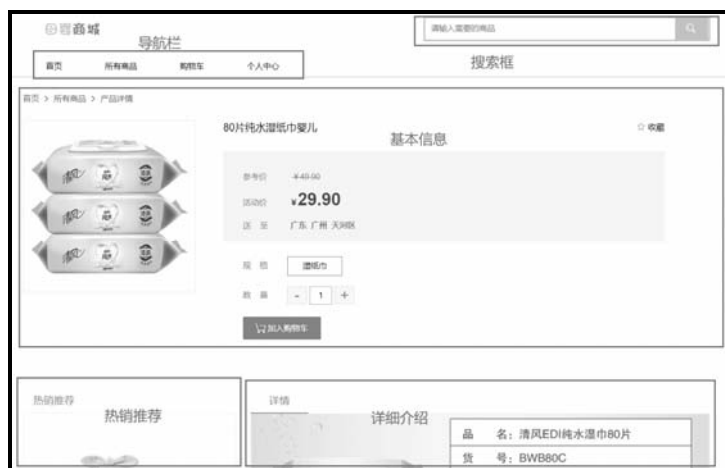 商城
请输入需要的商品
导航栏
首页 所有商品 购物车 个人中心
搜索框
首页 > 所有商品 > 产品详情
80片纯水湿纸巾婴儿
☆ 收藏
基本信息
参考价 ¥49.90
活动价 ¥29.90
送 至 广东 广州 天河区
规 格 湿纸巾
数 量 - 1 +
加入购物车
热销推荐
热销推荐
详情
详细介绍
品 名：清风EDI纯水湿巾80片
货 号：BWB80C